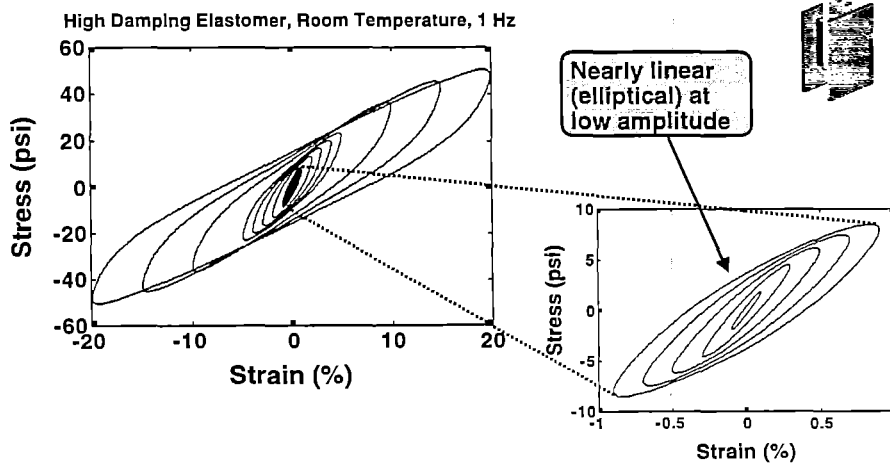 High Damping Elastomer, Room Temperature, 1 Hz
60
40
20
0
-20
-40
-60
Stress (psi)
-20
-10
0
10
20
Strain (%)
Nearly linear
(elliptical) at
low amplitude
10
5
0
-5
-10
Stress (psi)
-1
-0.5
0
0.5
Strain (%)